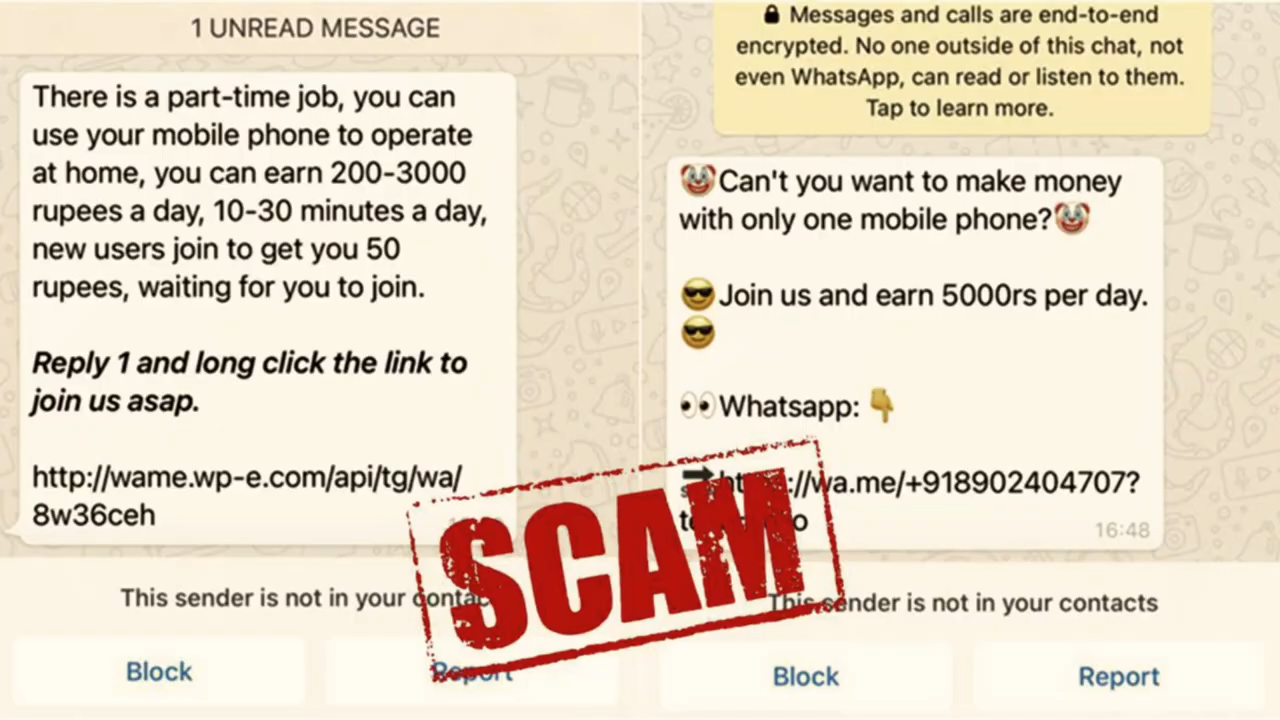 1 UNREAD MESSAGE
There is a part-time job, you can
use your mobile phone to operate
at home, you can earn 200-3000
rupees a day, 10-30 minutes a day,
new users join to get you 50
rupees, waiting for you to join.
Reply 1 and long click the link to
join us asap.
http://wame.wp-e.com/api/tg/wa/
8w36ceh
This sender is not in your contac
Block
Report
🔒 Messages and calls are end-to-end
encrypted. No one outside of this chat, not
even WhatsApp, can read or listen to them.
Tap to learn more.
🤡Can't you want to make money
with only one mobile phone?🤡
😎Join us and earn 5000rs per day.
😎
👀Whatsapp: 👇
://wa.me/+918902404707?
16:48
This sender is not in your contacts
Block
Report
SCAM